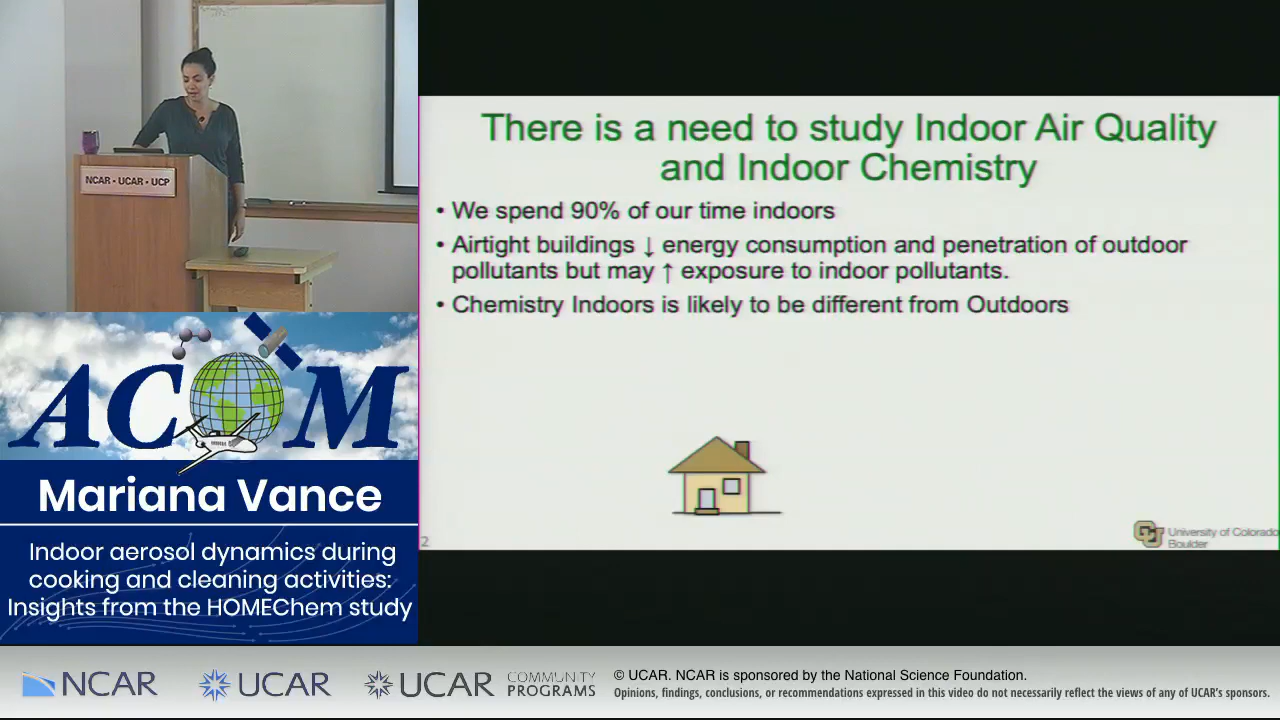 NCAR • UCAR • UCP
There is a need to study Indoor Air Quality
and Indoor Chemistry
• We spend 90% of our time indoors
• Airtight buildings ↓ energy consumption and penetration of outdoor
pollutants but may ↑ exposure to indoor pollutants.
• Chemistry Indoors is likely to be different from Outdoors
2
University of Colorado
Boulder
ACOM
Mariana Vance
Indoor aerosol dynamics during
cooking and cleaning activities:
Insights from the HOMEChem study
NCAR
UCAR
UCAR
COMMUNITY
PROGRAMS
© UCAR. NCAR is sponsored by the National Science Foundation.
Opinions, findings, conclusions, or recommendations expressed in this video do not necessarily reflect the views of any of UCAR's sponsors.